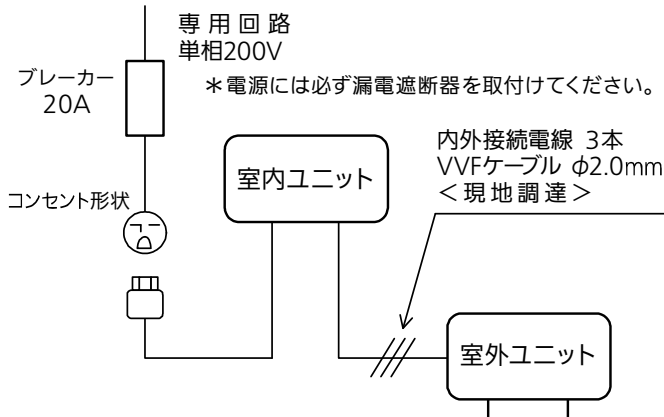 専用回路
単相200V
ブレーカー
20A
＊電源には必ず漏電遮断器を取付けてください。
内外接続電線 3本
VVFケーブル φ2.0mm
＜現地調達＞
室内ユニット
コンセント形状
室外ユニット